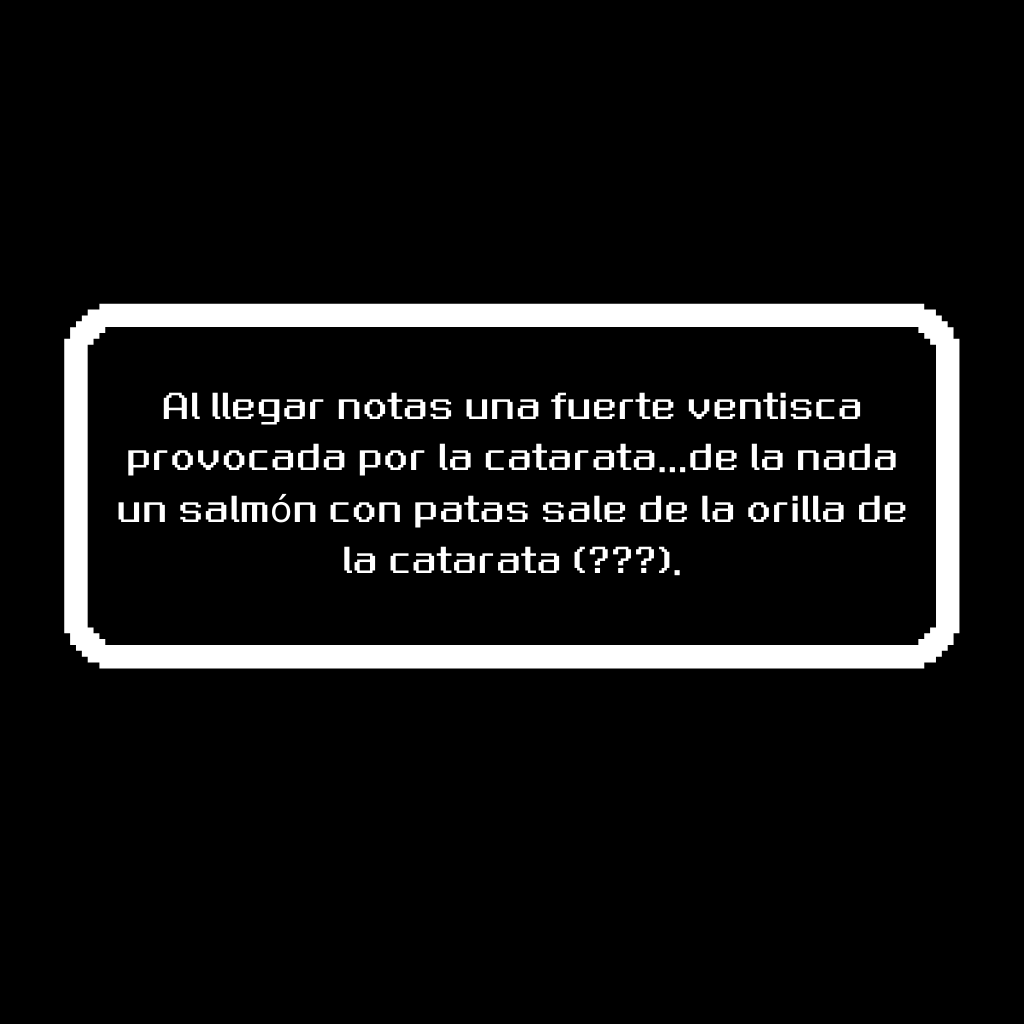 Al llegar notas una fuerte ventisca
provocada por la catarata...de la nada
un salmón con patas sale de la orilla de
la catarata (???).